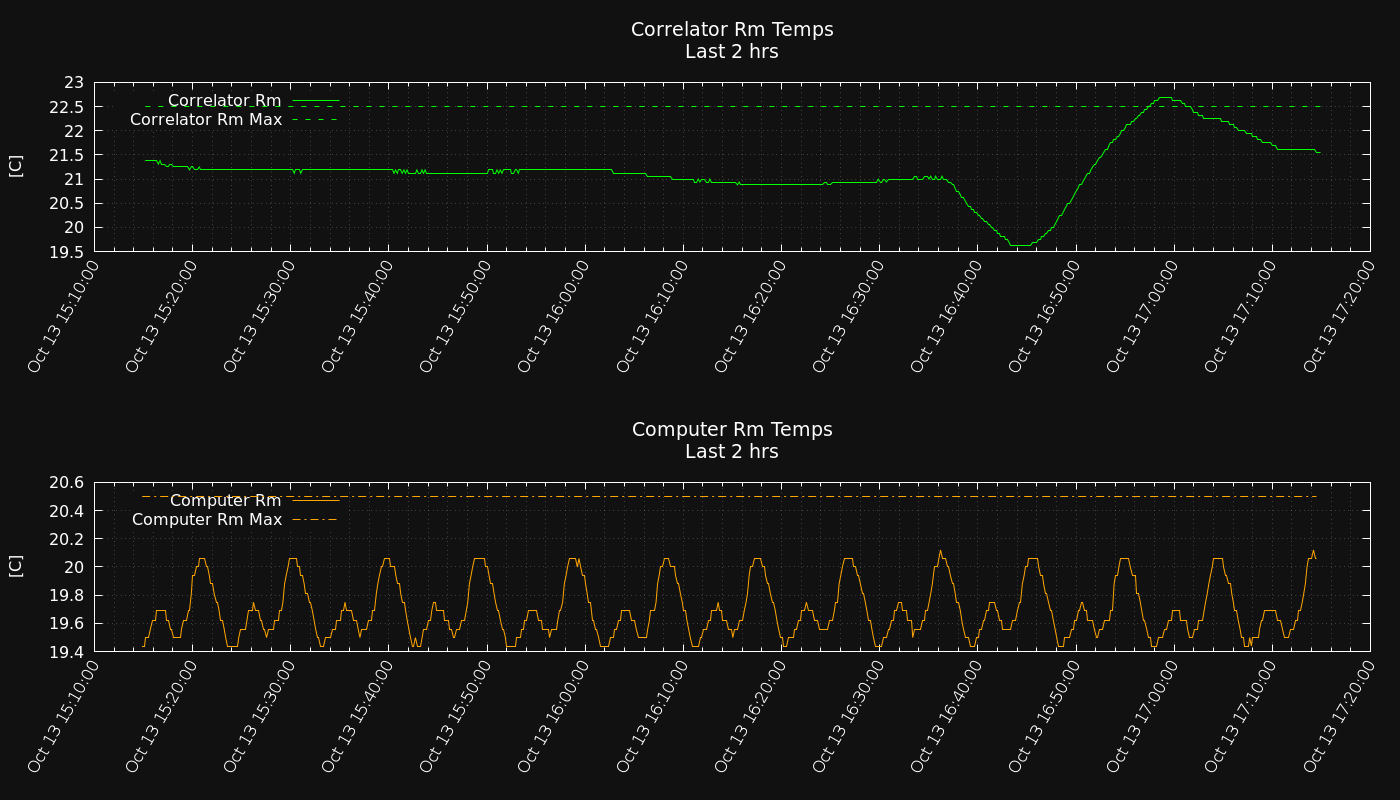 Correlator Rm Temps
Last 2 hrs
Correlator Rm
Correlator Rm Max
[C]
23
22.5
22
21.5
21
20.5
20
19.5
Oct 13 15:10:00
Oct 13 15:20:00
Oct 13 15:30:00
Oct 13 15:40:00
Oct 13 15:50:00
Oct 13 16:00:00
Oct 13 16:10:00
Oct 13 16:20:00
Oct 13 16:30:00
Oct 13 16:40:00
Oct 13 16:50:00
Oct 13 17:00:00
Oct 13 17:10:00
Oct 13 17:20:00
Computer Rm Temps
Last 2 hrs
Computer Rm
Computer Rm Max
[C]
20.6
20.4
20.2
20
19.8
19.6
19.4
Oct 13 15:10:00
Oct 13 15:20:00
Oct 13 15:30:00
Oct 13 15:40:00
Oct 13 15:50:00
Oct 13 16:00:00
Oct 13 16:10:00
Oct 13 16:20:00
Oct 13 16:30:00
Oct 13 16:40:00
Oct 13 16:50:00
Oct 13 17:00:00
Oct 13 17:10:00
Oct 13 17:20:00